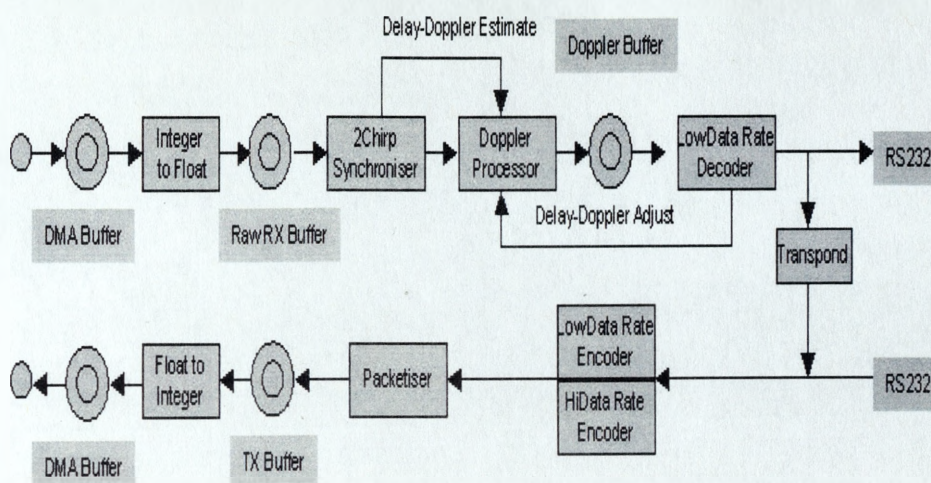 Delay-Doppler Estimate
Doppler Buffer
Integer
to Float
2Chirp
Synchroniser
Doppler
Processor
LowData Rate
Decoder
RS232
DMA Buffer
Raw RX Buffer
Delay-Doppler Adjust
Transpond
Float to
Integer
Packetiser
LowData Rate
Encoder
HiData Rate
Encoder
RS232
DMA Buffer
TX Buffer